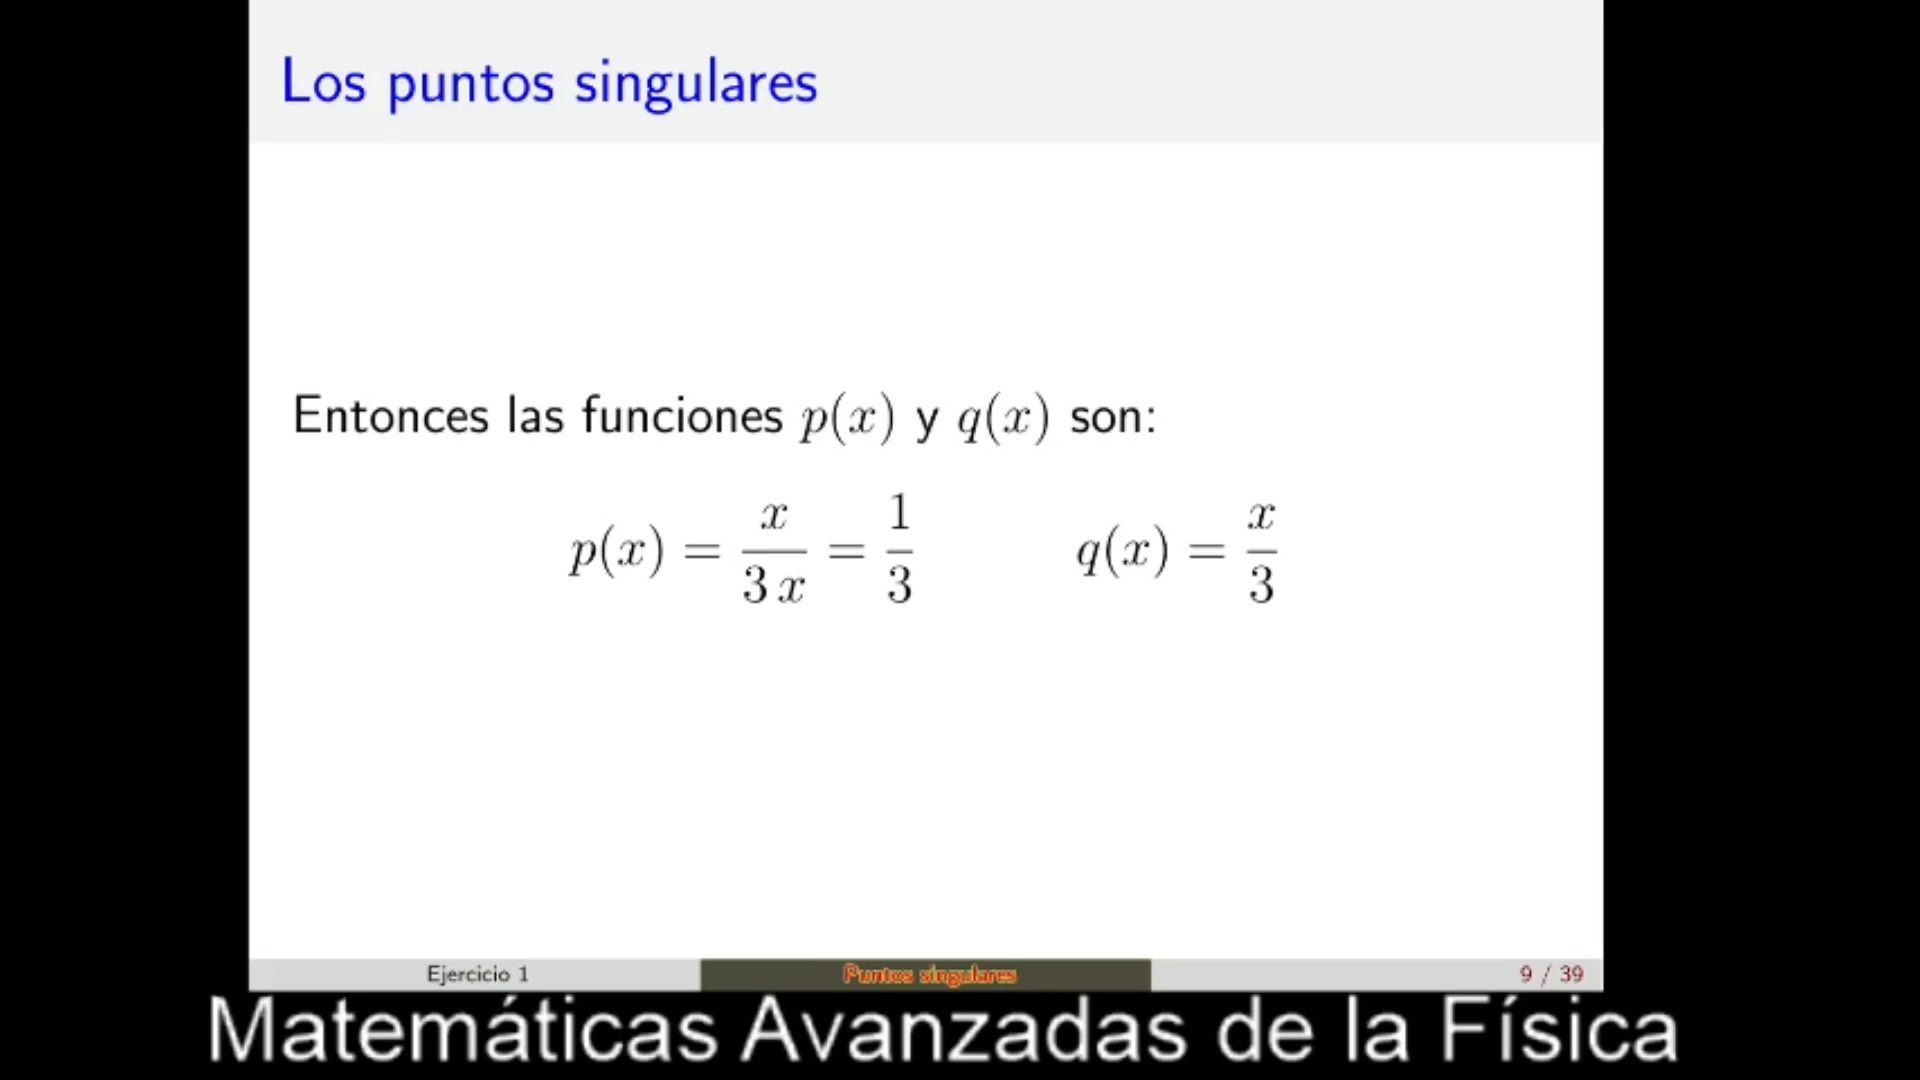 Los puntos singulares
Entonces las funciones p(x) y q(x) son:
p(x) = x / 3 x = 1 / 3    q(x) = x / 3
Ejercicio 1    Puntos singulares    9 / 39
Matemáticas Avanzadas de la Física